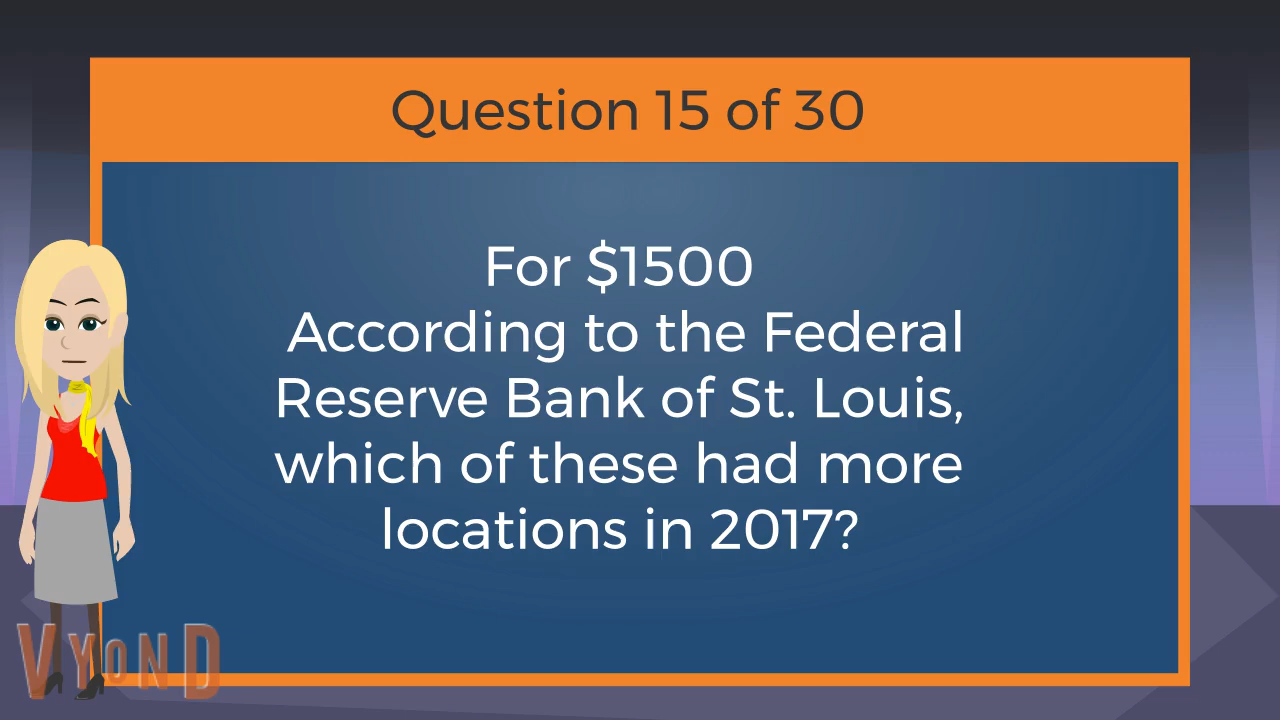 Question 15 of 30
For $1500
According to the Federal
Reserve Bank of St. Louis,
which of these had more
locations in 2017?
VYOND